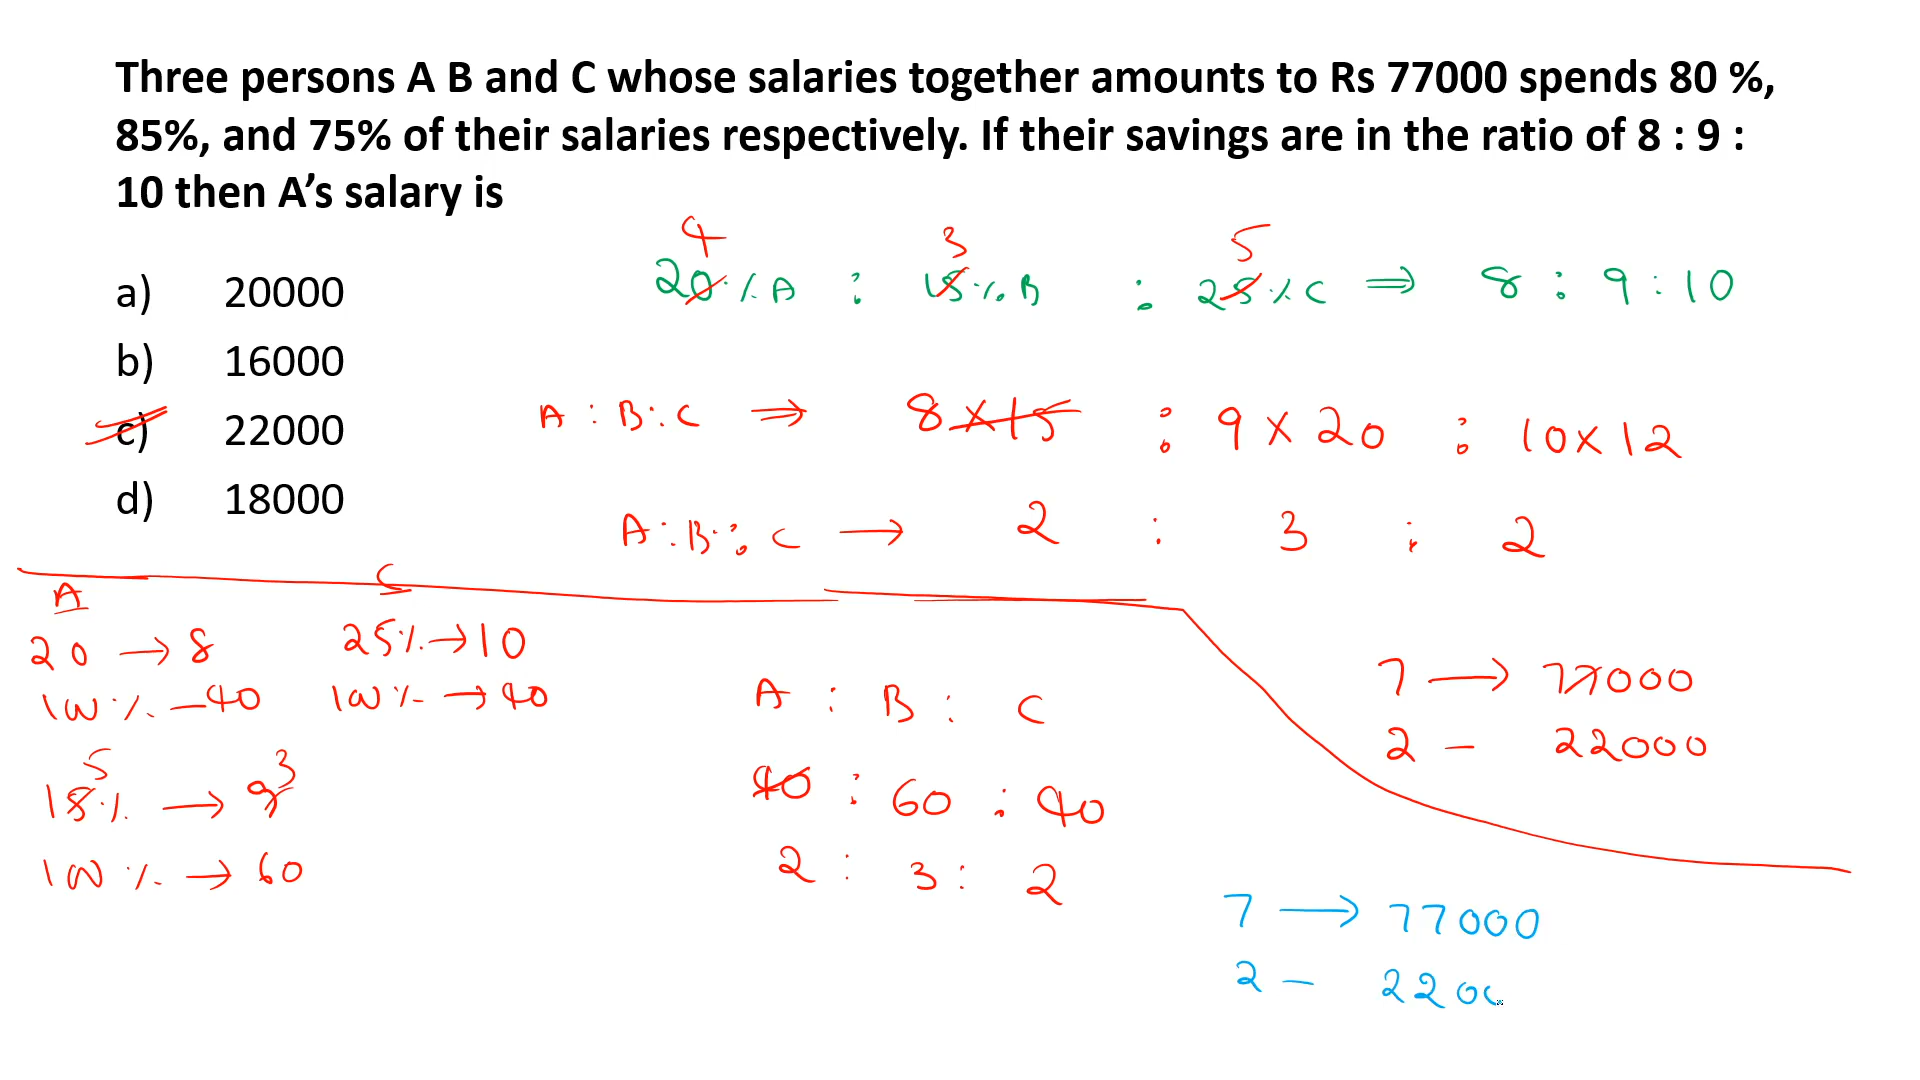 Three persons A B and C whose salaries together amounts to Rs 77000 spends 80 %,
85%, and 75% of their salaries respectively. If their savings are in the ratio of 8 : 9 :
10 then A’s salary is
4 3 5
20% A : 15% B : 25% C ⇒ 8 : 9 : 10
a) 20000
b) 16000
c) 22000
d) 18000
A : B : C ⇒ 8 x 15 : 9 x 20 : 10 x 12
A : B : C → 2 : 3 : 2
A
20 → 8
100 % - 40
C
25% → 10
100 % → 40
5 3
15% → 9
100 % → 60
A : B : C
40 : 60 : 40
2 : 3 : 2
7 → 77000
2 - 22000
7 → 77000
2 - 2200